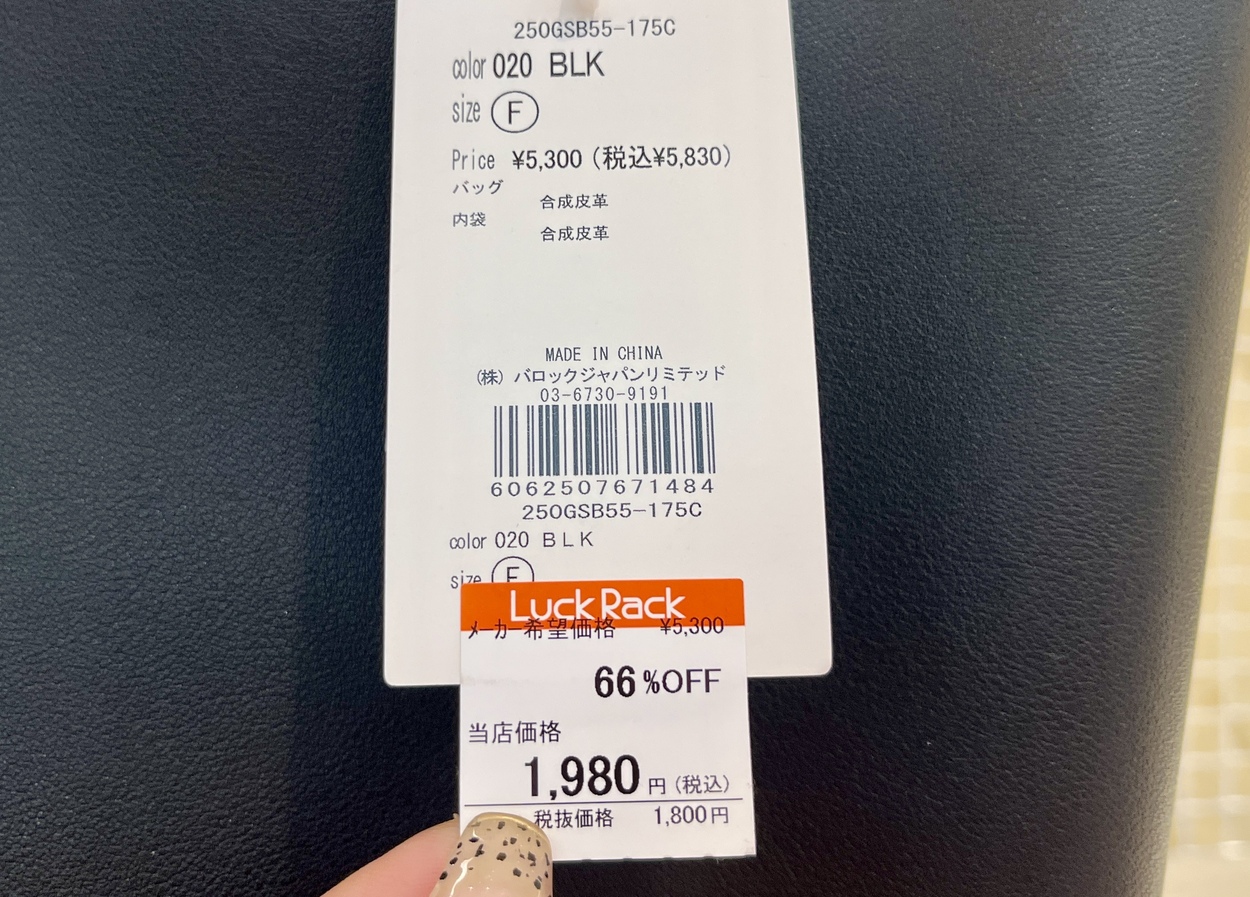 250GSB55-175C
color 020 BLK
size F
Price ¥5,300 (税込¥5,830)
バッグ
合成皮革
内袋
合成皮革
MADE IN CHINA
(株) バロックジャパンリミテッド
03-6730-9191
6062507671484
250GSB55-175C
color 020 BLK
size F
Luck Rack
メーカー希望価格 ¥5,300
66%OFF
当店価格
1,980円(税込)
税抜価格 1,800円